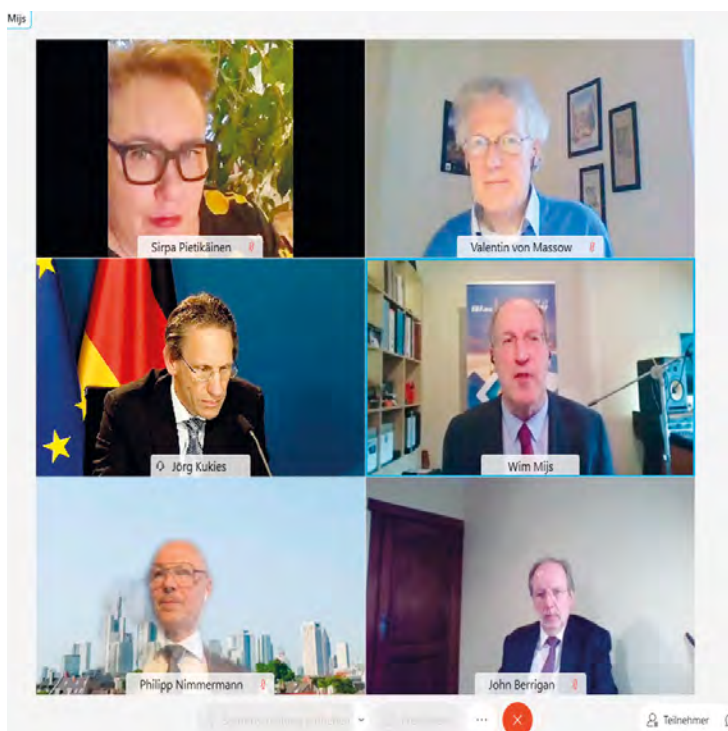 Mijs
Sirpa Pietikäinen
Valentin von Massow
Jörg Kukies
Wim Mijs
Philipp Nimmermann
John Berrigan
Teilnehmer